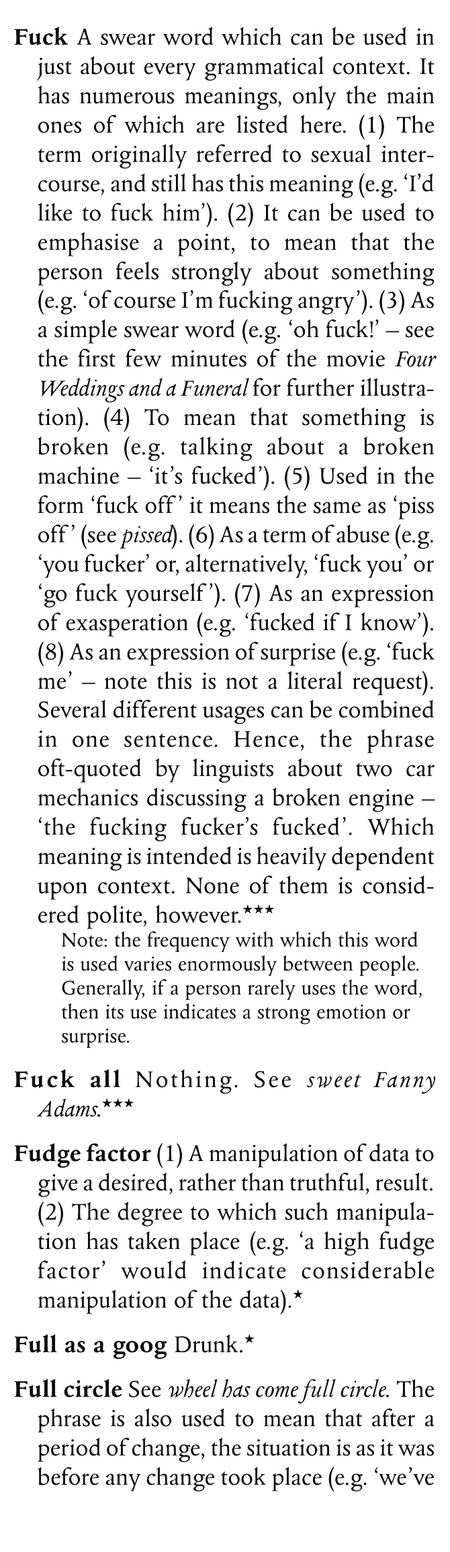 Fuck A swear word which can be used in
just about every grammatical context. It
has numerous meanings, only the main
ones of which are listed here. (1) The
term originally referred to sexual inter-
course, and still has this meaning (e.g. ‘I’d
like to fuck him’). (2) It can be used to
emphasise a point, to mean that the
person feels strongly about something
(e.g. ‘of course I’m fucking angry’). (3) As
a simple swear word (e.g. ‘oh fuck!’ – see
the first few minutes of the movie Four
Weddings and a Funeral for further illustra-
tion). (4) To mean that something is
broken (e.g. talking about a broken
machine – ‘it’s fucked’). (5) Used in the
form ‘fuck off’ it means the same as ‘piss
off’ (see pissed). (6) As a term of abuse (e.g.
‘you fucker’ or, alternatively, ‘fuck you’ or
‘go fuck yourself’). (7) As an expression
of exasperation (e.g. ‘fucked if I know’).
(8) As an expression of surprise (e.g. ‘fuck
me’ – note this is not a literal request).
Several different usages can be combined
in one sentence. Hence, the phrase
oft-quoted by linguists about two car
mechanics discussing a broken engine –
‘the fucking fucker’s fucked’. Which
meaning is intended is heavily dependent
upon context. None of them is consid-
ered polite, however.★★★
Note: the frequency with which this word
is used varies enormously between people.
Generally, if a person rarely uses the word,
then its use indicates a strong emotion or
surprise.
Fuck all Nothing. See sweet Fanny
Adams.★★★
Fudge factor (1) A manipulation of data to
give a desired, rather than truthful, result.
(2) The degree to which such manipula-
tion has taken place (e.g. ‘a high fudge
factor’ would indicate considerable
manipulation of the data).★
Full as a goog Drunk.★
Full circle See wheel has come full circle. The
phrase is also used to mean that after a
period of change, the situation is as it was
before any change took place (e.g. ‘we’ve